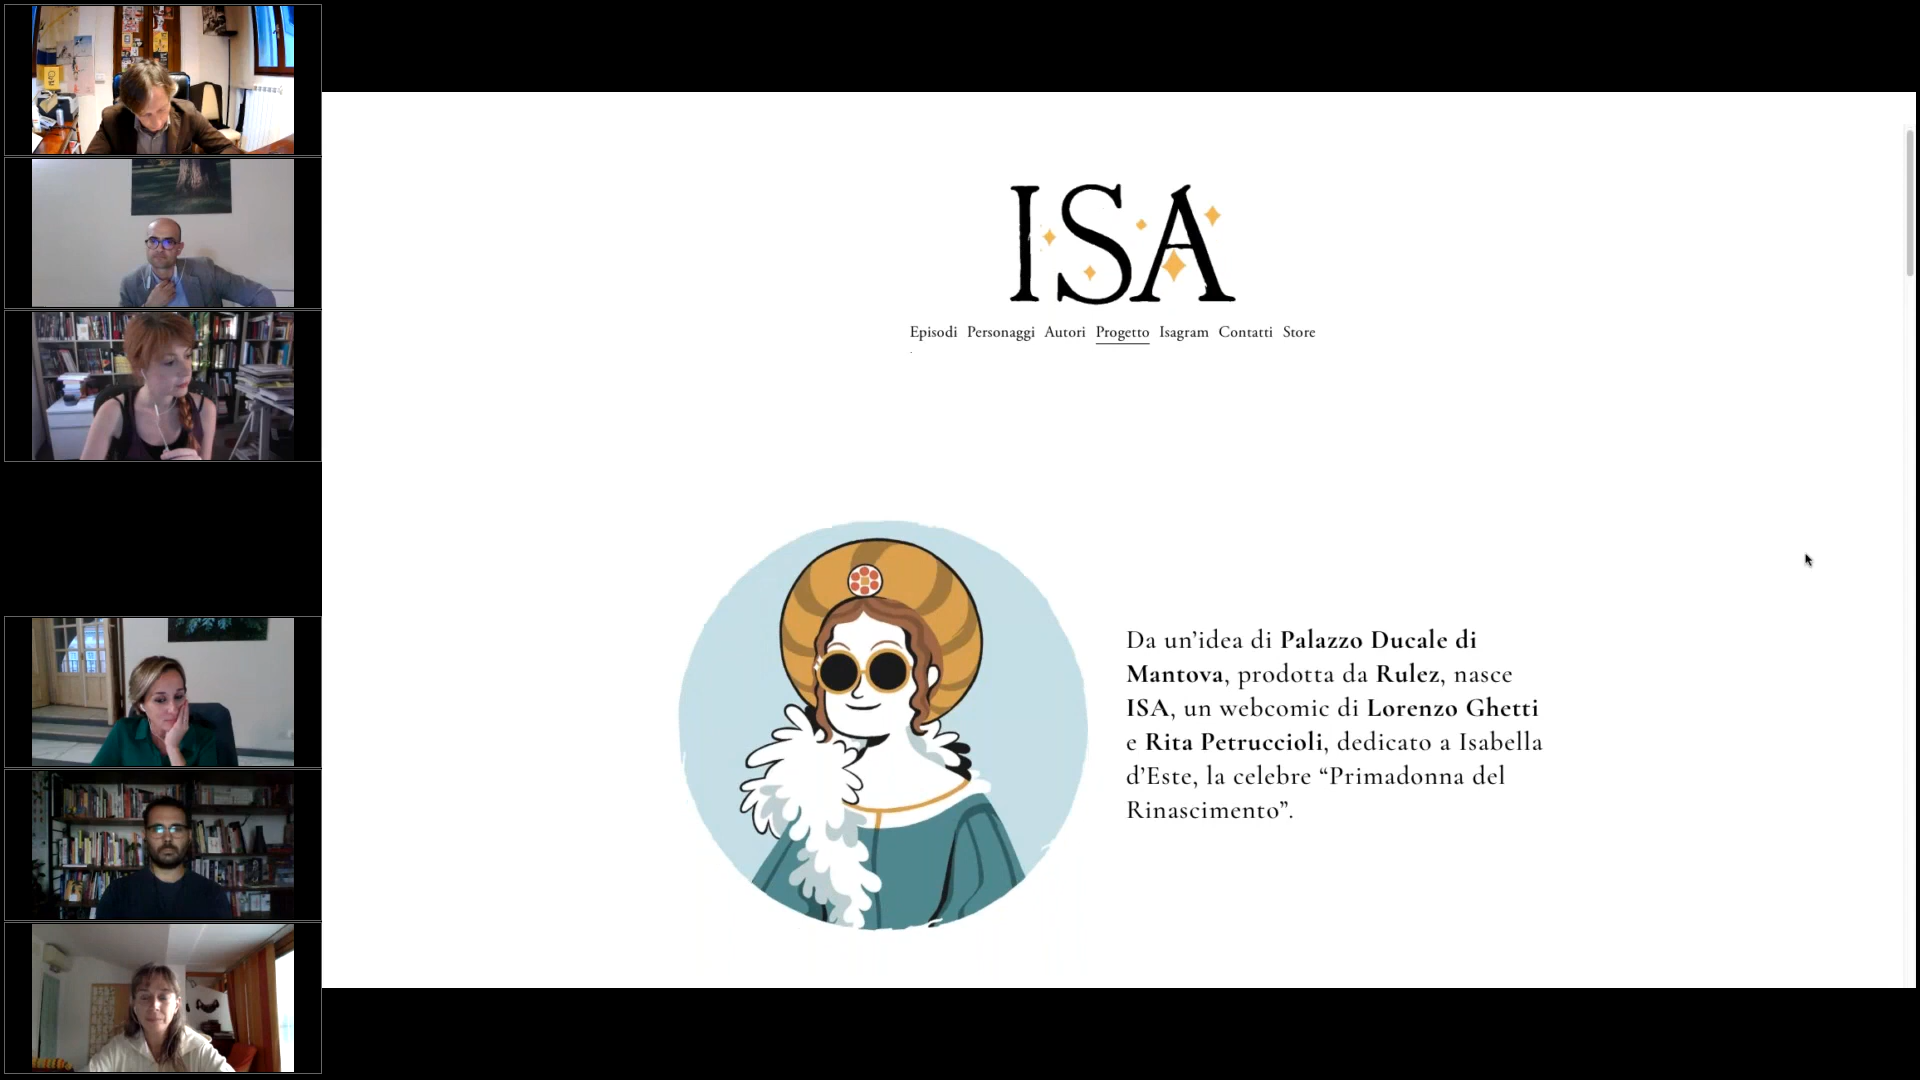 ISA
Episodi Personaggi Autori Progetto Isagram Contatti Store
Da un’idea di Palazzo Ducale di
Mantova, prodotta da Rulez, nasce
ISA, un webcomic di Lorenzo Ghetti
e Rita Petruccioli, dedicato a Isabella
d’Este, la celebre “Primadonna del
Rinascimento”.